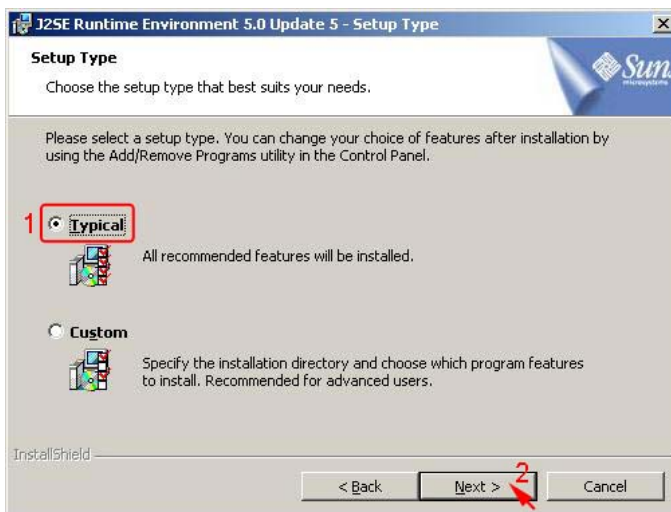 J2SE Runtime Environment 5.0 Update 5 - Setup Type
Setup Type
Choose the setup type that best suits your needs.
Sun
microsystems
Please select a setup type. You can change your choice of features after installation by
using the Add/Remove Programs utility in the Control Panel.
1
Typical
All recommended features will be installed.
Custom
Specify the installation directory and choose which program features
to install. Recommended for advanced users.
InstallShield
< Back
Next >
2
Cancel